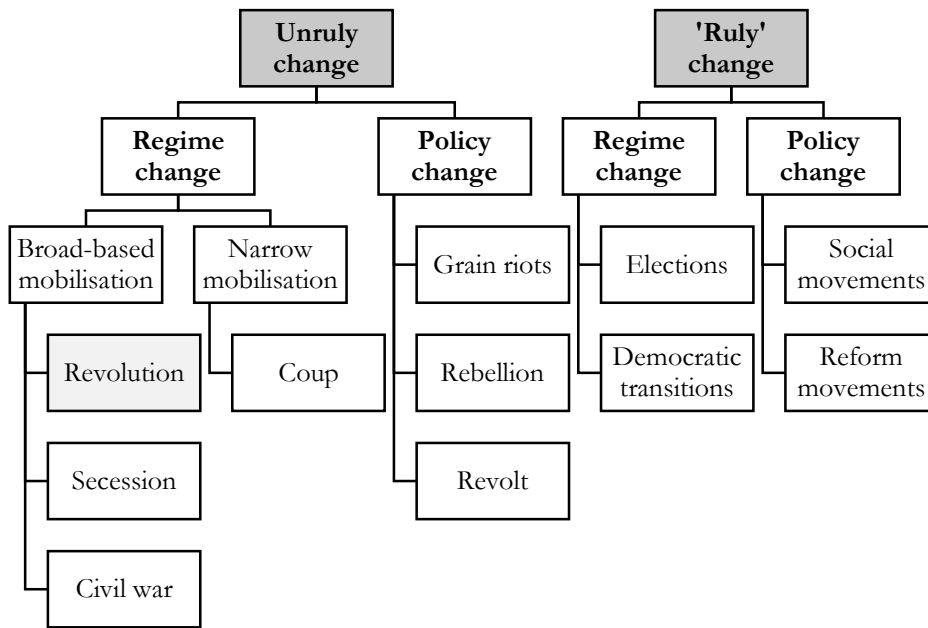 Unruly
change
'Ruly'
change
Regime
change
Policy
change
Regime
change
Policy
change
Broad-based
mobilisation
Narrow
mobilisation
Grain riots
Elections
Social
movements
Revolution
Coup
Rebellion
Democratic
transitions
Reform
movements
Secession
Revolt
Civil war